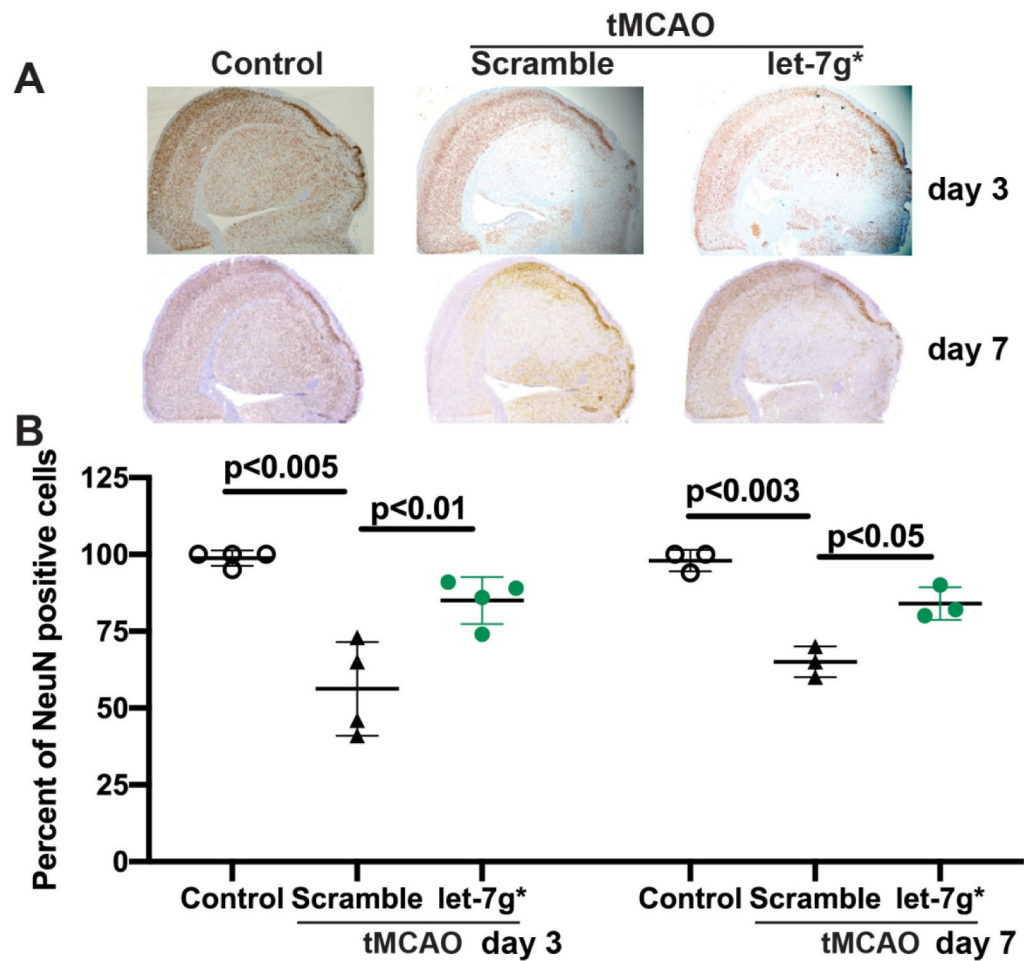 tMCAO
A
Control Scramble let-7g*
day 3
day 7
B
Percent of NeuN positive cells
125
100
75
50
25
0
p<0.005
p<0.01
p<0.003
p<0.05
Control Scramble let-7g* Control Scramble let-7g*
tMCAO day 3 tMCAO day 7